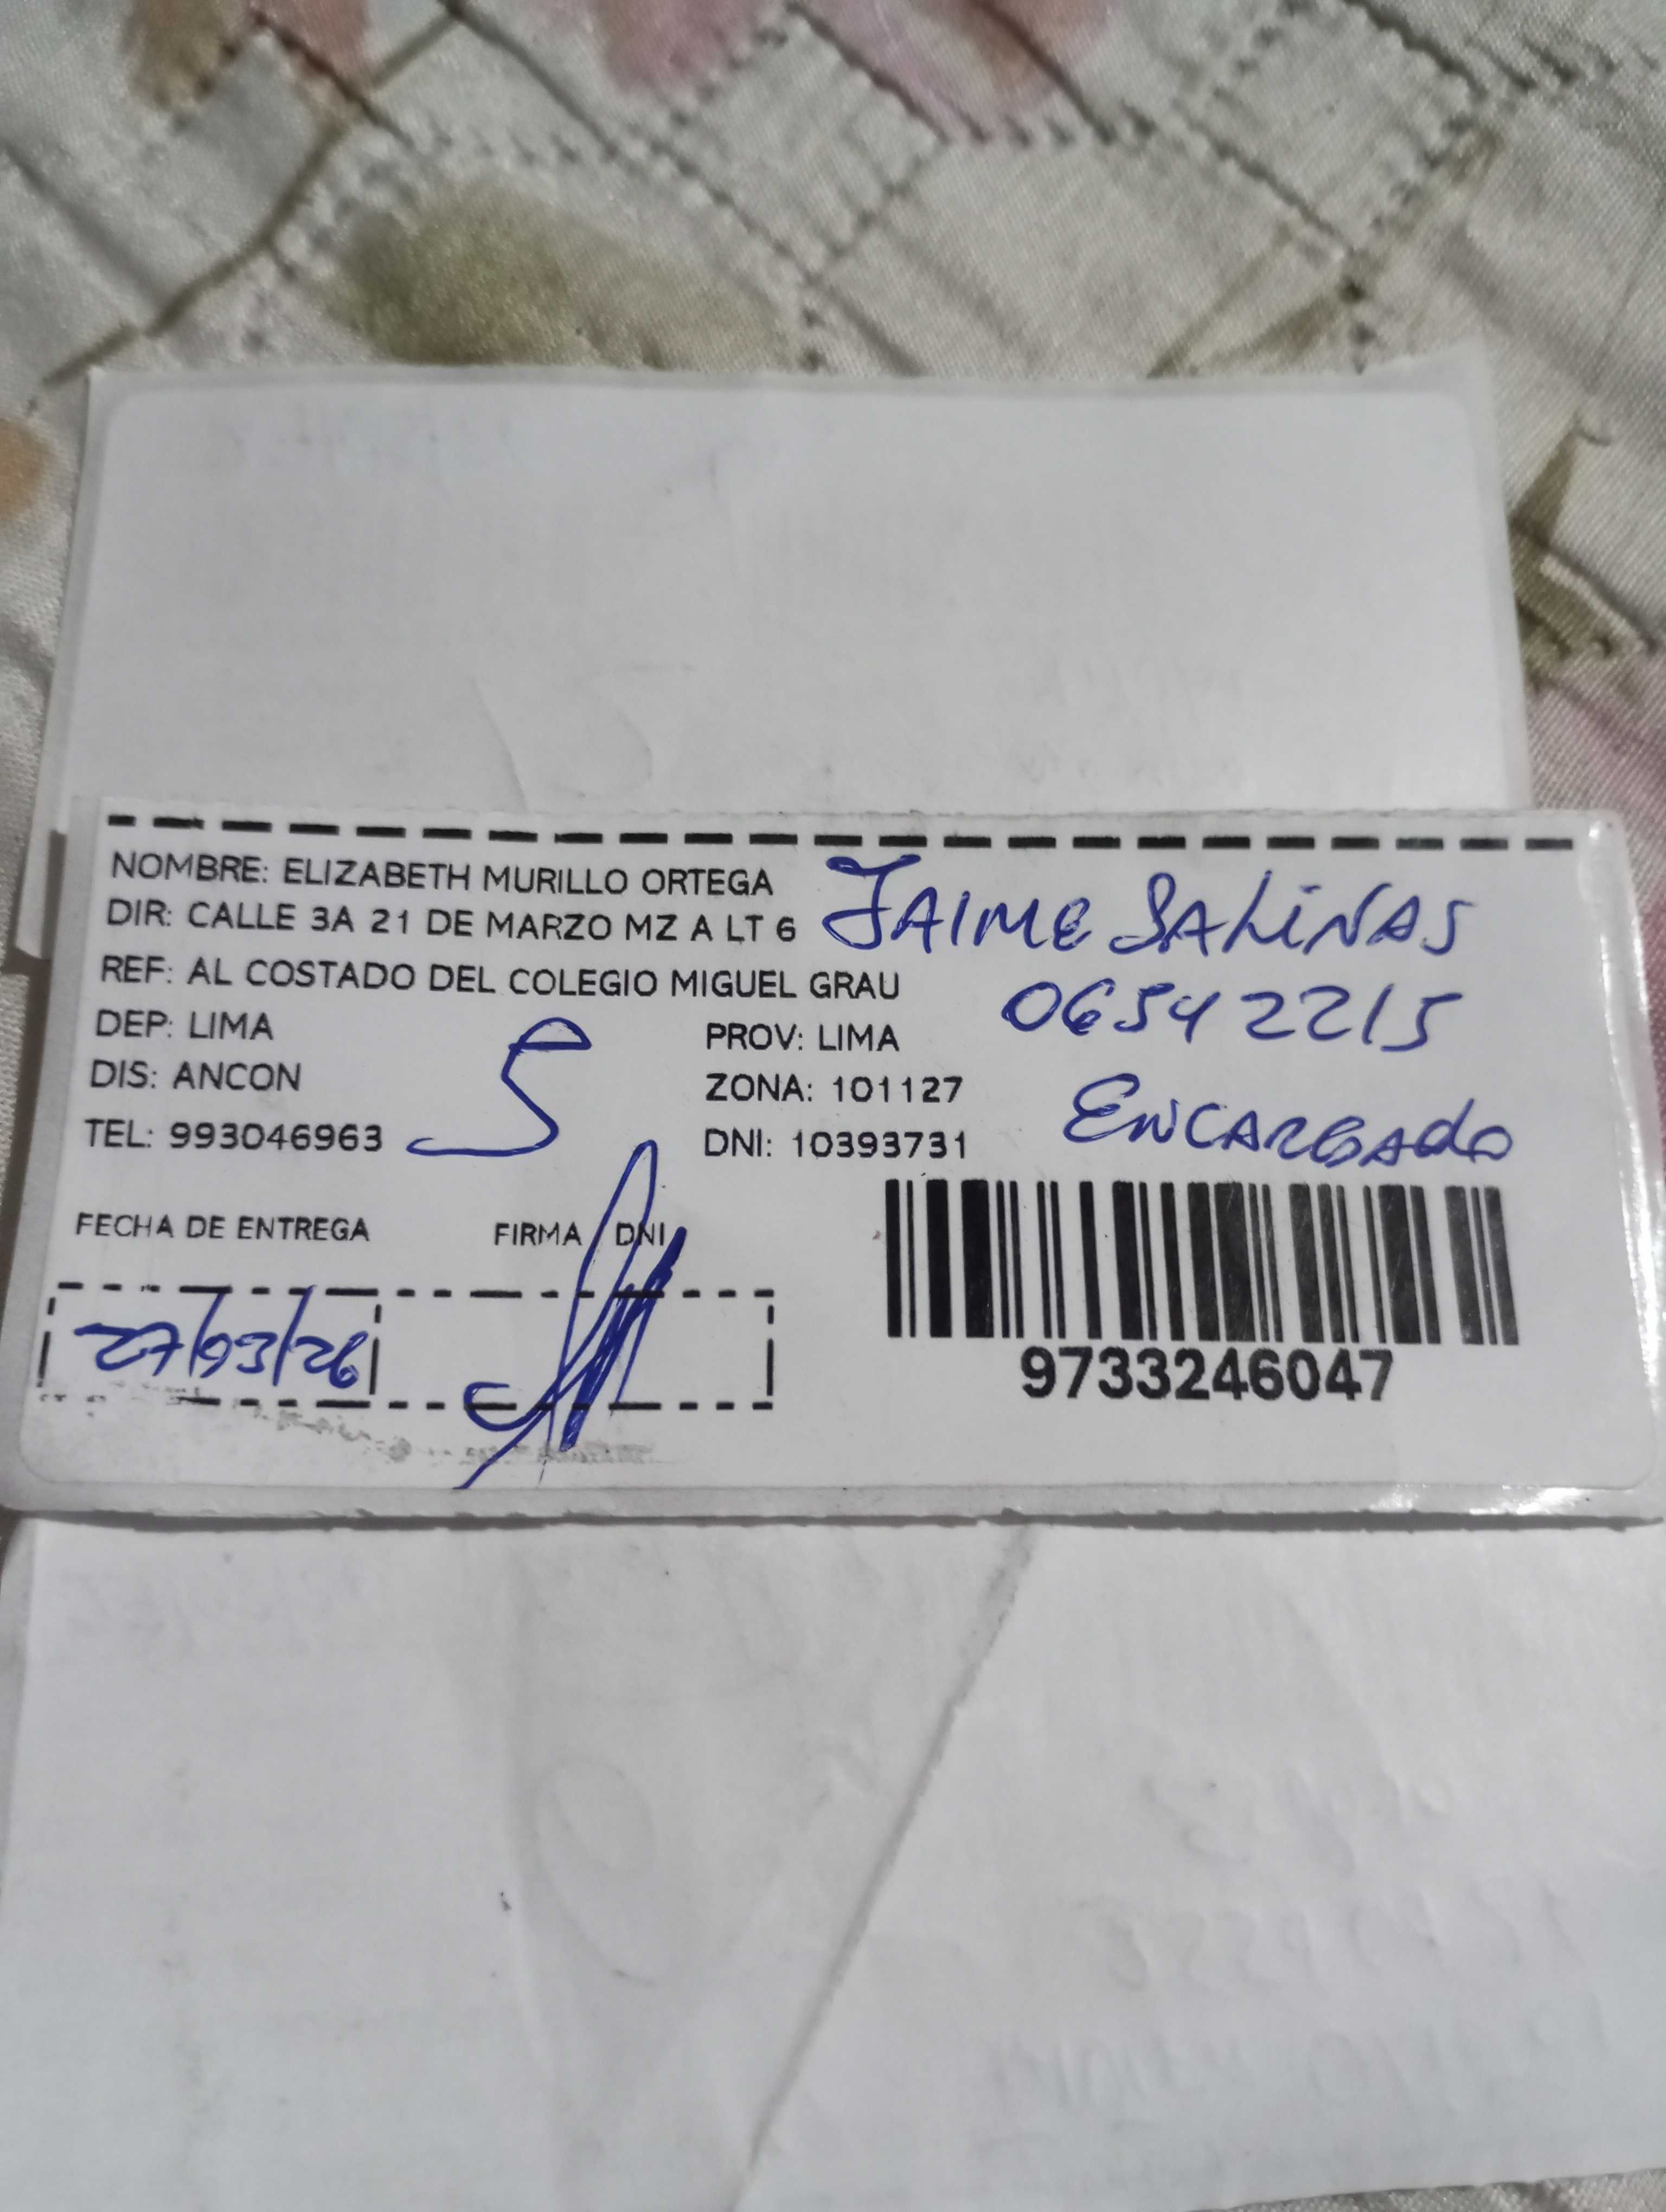 NOMBRE: ELIZABETH MURILLO ORTEGA
JAIME SALINAS
DIR: CALLE 3A 21 DE MARZO MZ A LT 6
REF: AL COSTADO DEL COLEGIO MIGUEL GRAU
06542215
DEP: LIMA
PROV: LIMA
DIS: ANCON
ZONA: 101127
ENCARGADO
TEL: 993046963
DNI: 10393731
FECHA DE ENTREGA
FIRMA / DNI
27/03/26
9733246047